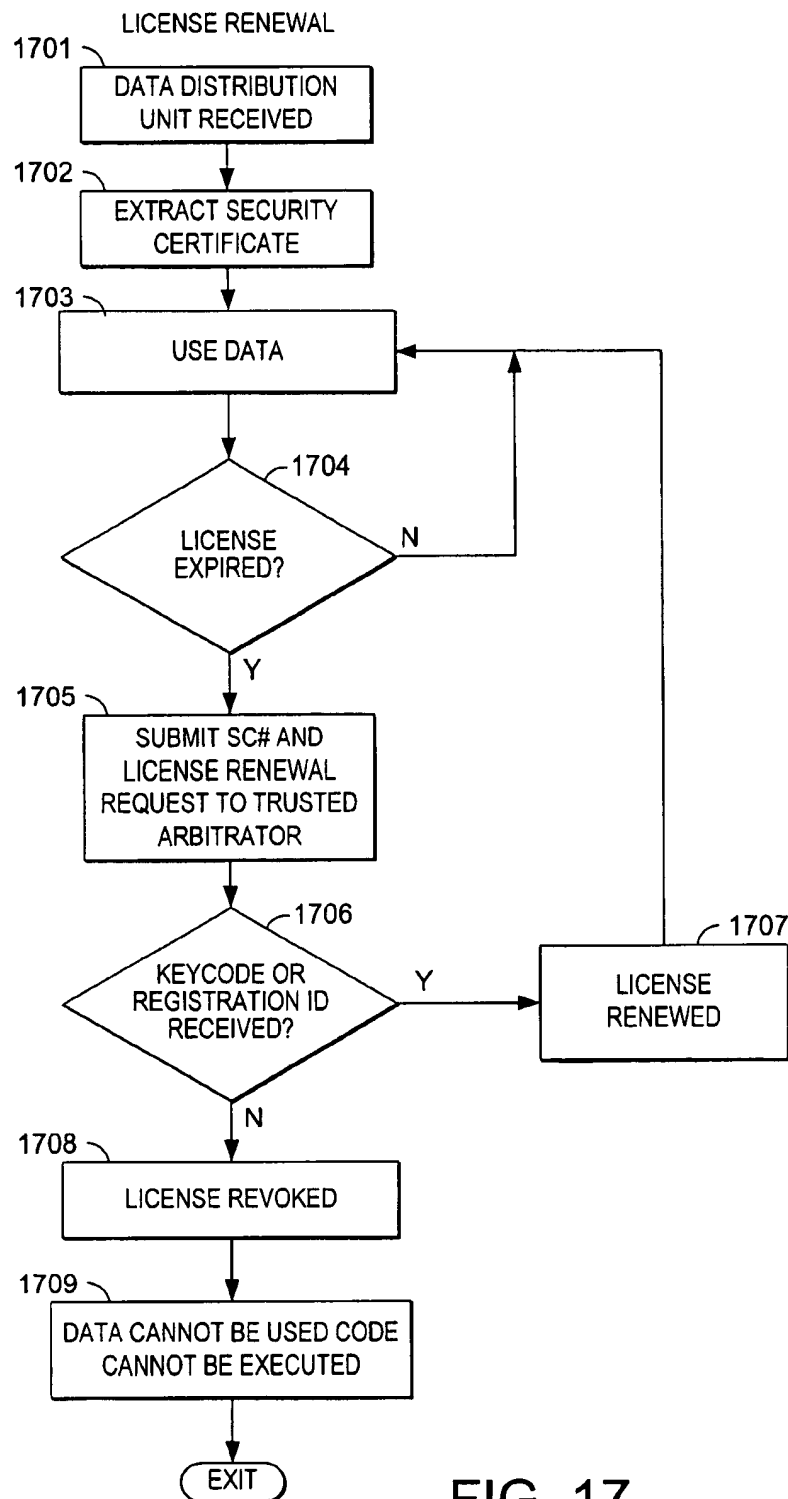 LICENSE RENEWAL
1701
DATA DISTRIBUTION
UNIT RECEIVED
1702
EXTRACT SECURITY
CERTIFICATE
1703
USE DATA
1704
LICENSE
EXPIRED?
N
Y
1705
SUBMIT SC# AND
LICENSE RENEWAL
REQUEST TO TRUSTED
ARBITRATOR
1706
KEYCODE OR
REGISTRATION ID
RECEIVED?
Y
1707
LICENSE
RENEWED
N
1708
LICENSE REVOKED
1709
DATA CANNOT BE USED CODE
CANNOT BE EXECUTED
EXIT
FIG. 17